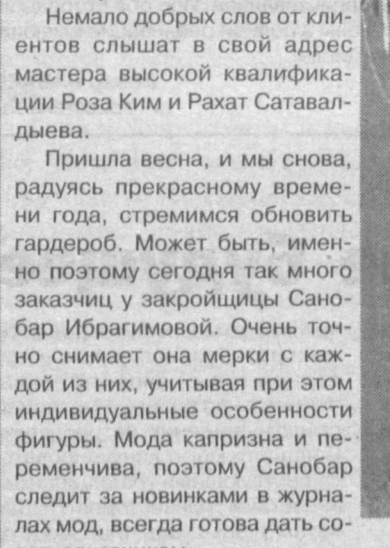 Немало добрых слов от кли-
ентов слышат в свой адрес
мастера высокой квалифика-
ции Роза Ким и Рахат Сатавал-
дыева.
Пришла весна, и мы снова,
радуясь прекрасному време-
ни года, стремимся обновить
гардероб. Может быть, имен-
но поэтому сегодня так много
заказчиц у закройщицы Сано-
бар Ибрагимовой. Очень точ-
но снимает она мерки с каж-
дой из них, учитывая при этом
индивидуальные особенности
фигуры. Мода капризна и пе-
ременчива, поэтому Санобар
следит за новинками в журна-
лах мод, всегда готова дать со-